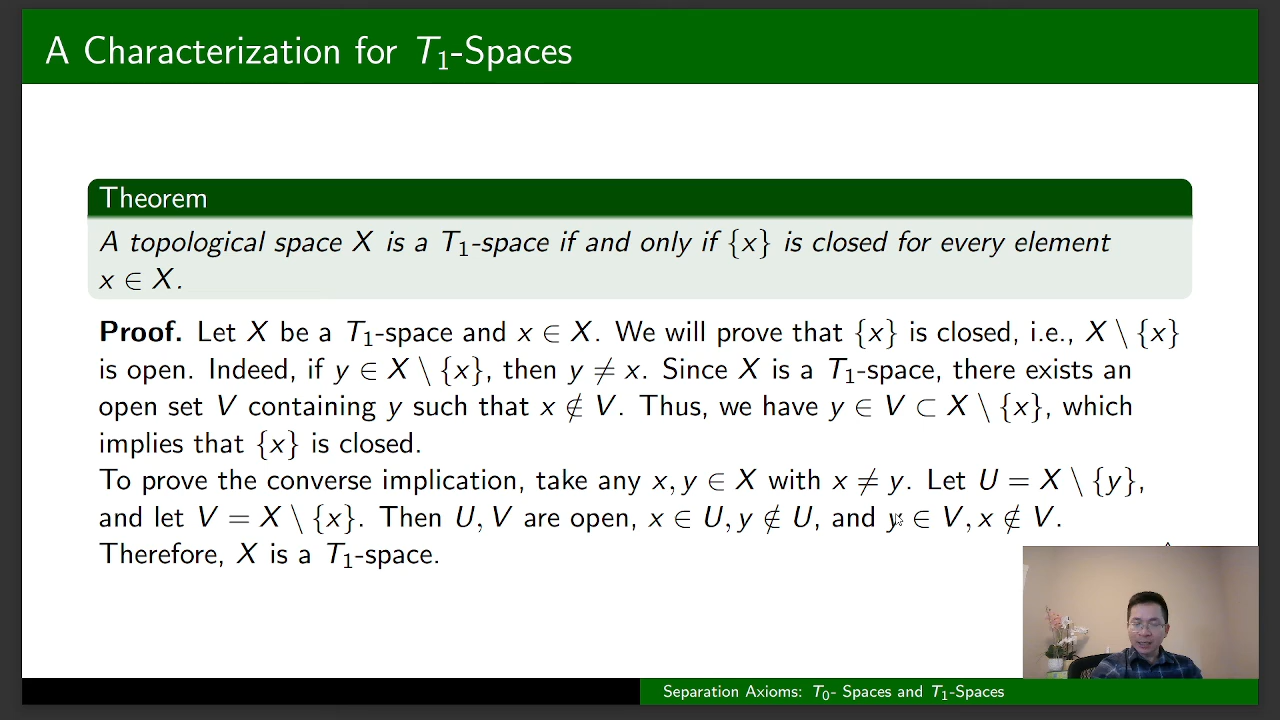 A Characterization for T₁-Spaces
Theorem
A topological space X is a T₁-space if and only if {x} is closed for every element
x ∈ X.
Proof. Let X be a T₁-space and x ∈ X. We will prove that {x} is closed, i.e., X \ {x}
is open. Indeed, if y ∈ X \ {x}, then y ≠ x. Since X is a T₁-space, there exists an
open set V containing y such that x ∉ V. Thus, we have y ∈ V ⊂ X \ {x}, which
implies that {x} is closed.
To prove the converse implication, take any x, y ∈ X with x ≠ y. Let U = X \ {y},
and let V = X \ {x}. Then U, V are open, x ∈ U, y ∉ U, and y ∈ V, x ∉ V.
Therefore, X is a T₁-space.
Separation Axioms: T₀- Spaces and T₁-Spaces